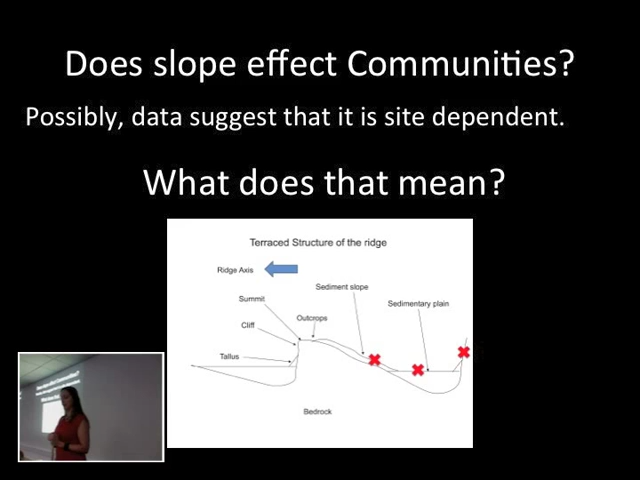 Does slope effect Communities?
Possibly, data suggest that it is site dependent.
What does that mean?
Terraced Structure of the ridge
Ridge Axis
Sediment slope
Summit
Sedimentary plain
Outcrops
Cliff
Tallus
Bedrock